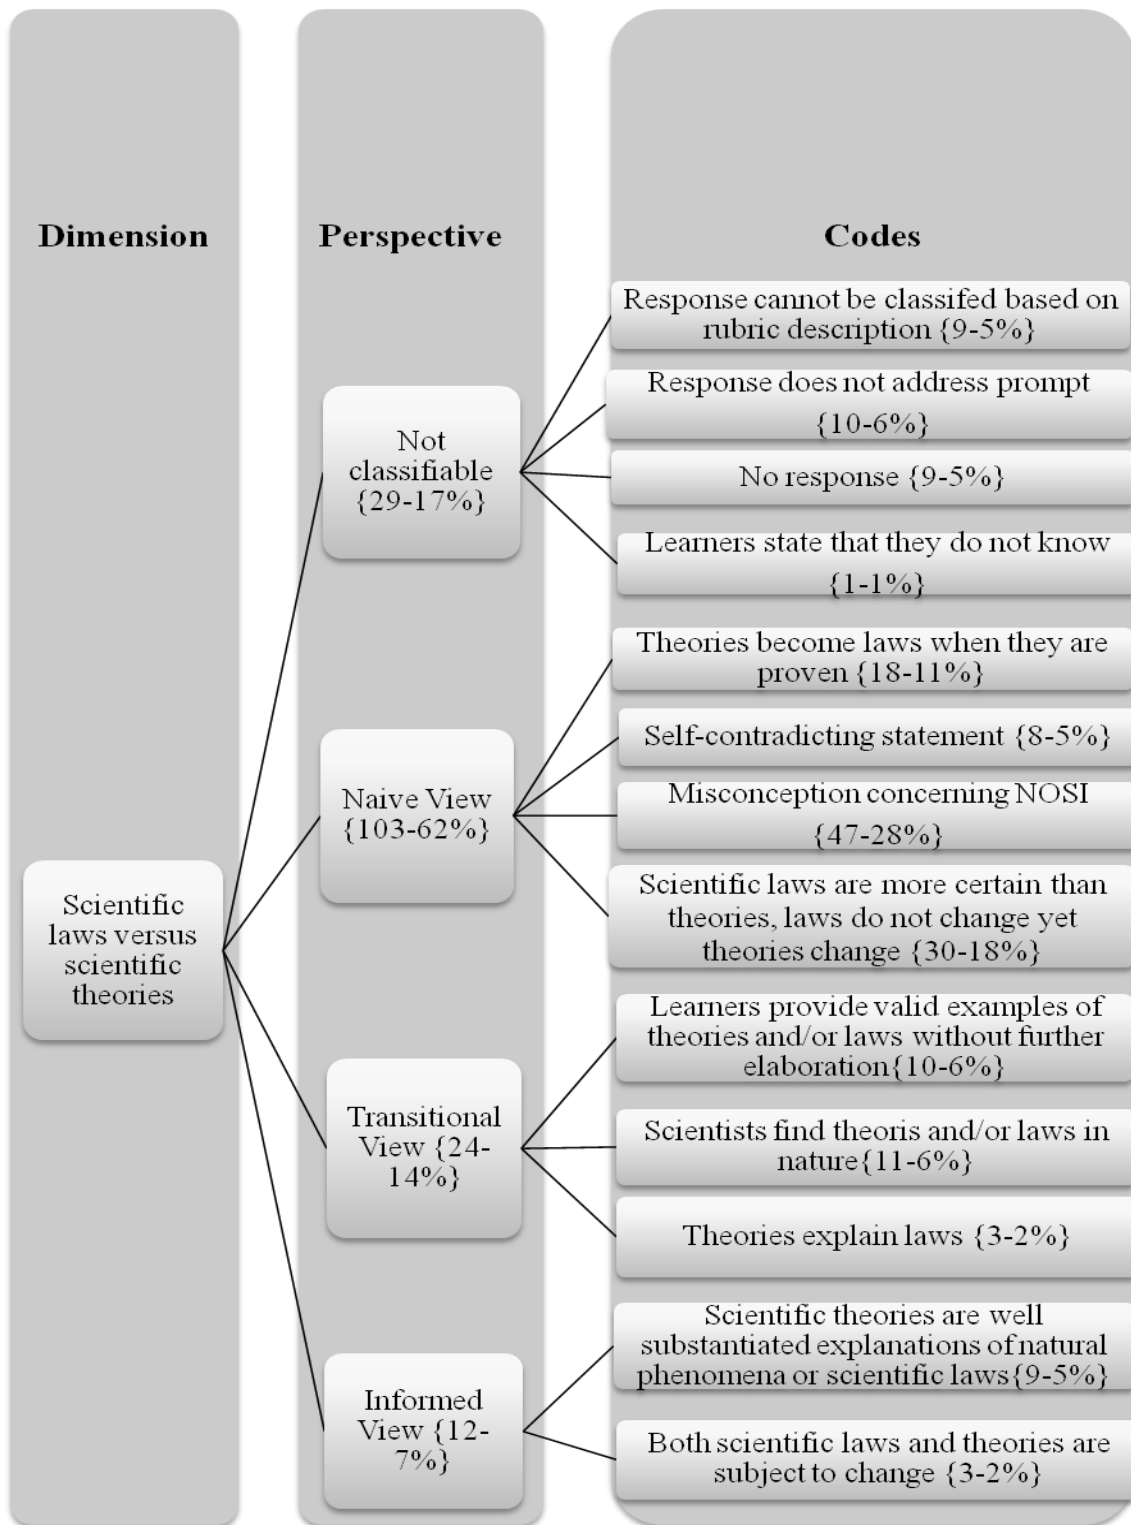 Dimension
Perspective
Codes
Scientific
laws versus
scientific
theories
Not
classifiable
{29-17%}
Response cannot be classifed based on
rubric description {9-5%}
Response does not address prompt
{10-6%}
No response {9-5%}
Learners state that they do not know
{1-1%}
Naive View
{103-62%}
Theories become laws when they are
proven {18-11%}
Self-contradicting statement {8-5%}
Misconception concerning NOSI
{47-28%}
Scientific laws are more certain than
theories, laws do not change yet
theories change {30-18%}
Transitional
View {24-
14%}
Learners provide valid examples of
theories and/or laws without further
elaboration{10-6%}
Scientists find theoris and/or laws in
nature{11-6%}
Theories explain laws {3-2%}
Informed
View {12-
7%}
Scientific theories are well
substantiated explanations of natural
phenomena or scientific laws{9-5%}
Both scientific laws and theories are
subject to change {3-2%}